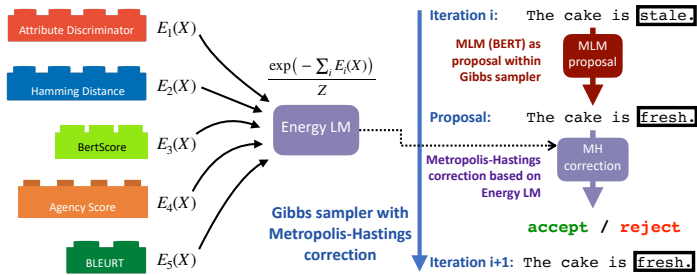 Attribute Discriminator
E₁(X)
Hamming Distance
E₂(X)
BertScore
E₃(X)
Agency Score
E₄(X)
BLEURT
E₅(X)
exp(− ∑ᵢ Eᵢ(X))
Z
Energy LM
Gibbs sampler with
Metropolis-Hastings
correction
Iteration i:
The cake is stale.
MLM (BERT) as
proposal within
Gibbs sampler
MLM
proposal
Proposal:
The cake is fresh.
Metropolis-Hastings
correction based on
Energy LM
MH
correction
accept / reject
Iteration i+1:
The cake is fresh.